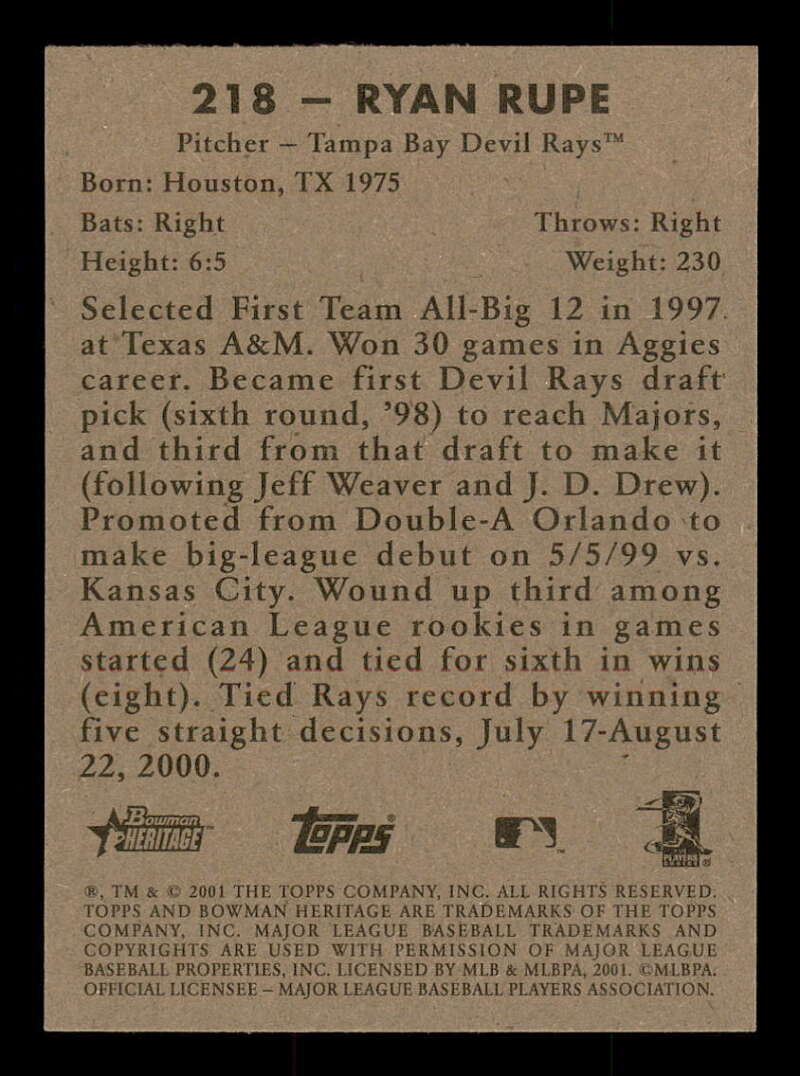 218 – RYAN RUPE
Pitcher – Tampa Bay Devil Rays™
Born: Houston, TX 1975
Bats: Right Throws: Right
Height: 6:5 Weight: 230
Selected First Team All-Big 12 in 1997
at Texas A&M. Won 30 games in Aggies
career. Became first Devil Rays draft
pick (sixth round, ’98) to reach Majors,
and third from that draft to make it
(following Jeff Weaver and J. D. Drew).
Promoted from Double-A Orlando to
make big-league debut on 5/5/99 vs.
Kansas City. Wound up third among
American League rookies in games
started (24) and tied for sixth in wins
(eight). Tied Rays record by winning
five straight decisions, July 17-August
22, 2000.
Bowman
HERITAGE™
Topps
™
PLAYERS
®
®, TM & © 2001 THE TOPPS COMPANY, INC. ALL RIGHTS RESERVED.
TOPPS AND BOWMAN HERITAGE ARE TRADEMARKS OF THE TOPPS
COMPANY, INC. MAJOR LEAGUE BASEBALL TRADEMARKS AND
COPYRIGHTS ARE USED WITH PERMISSION OF MAJOR LEAGUE
BASEBALL PROPERTIES, INC. LICENSED BY MLB & MLBPA, 2001. ©MLBPA.
OFFICIAL LICENSEE – MAJOR LEAGUE BASEBALL PLAYERS ASSOCIATION.